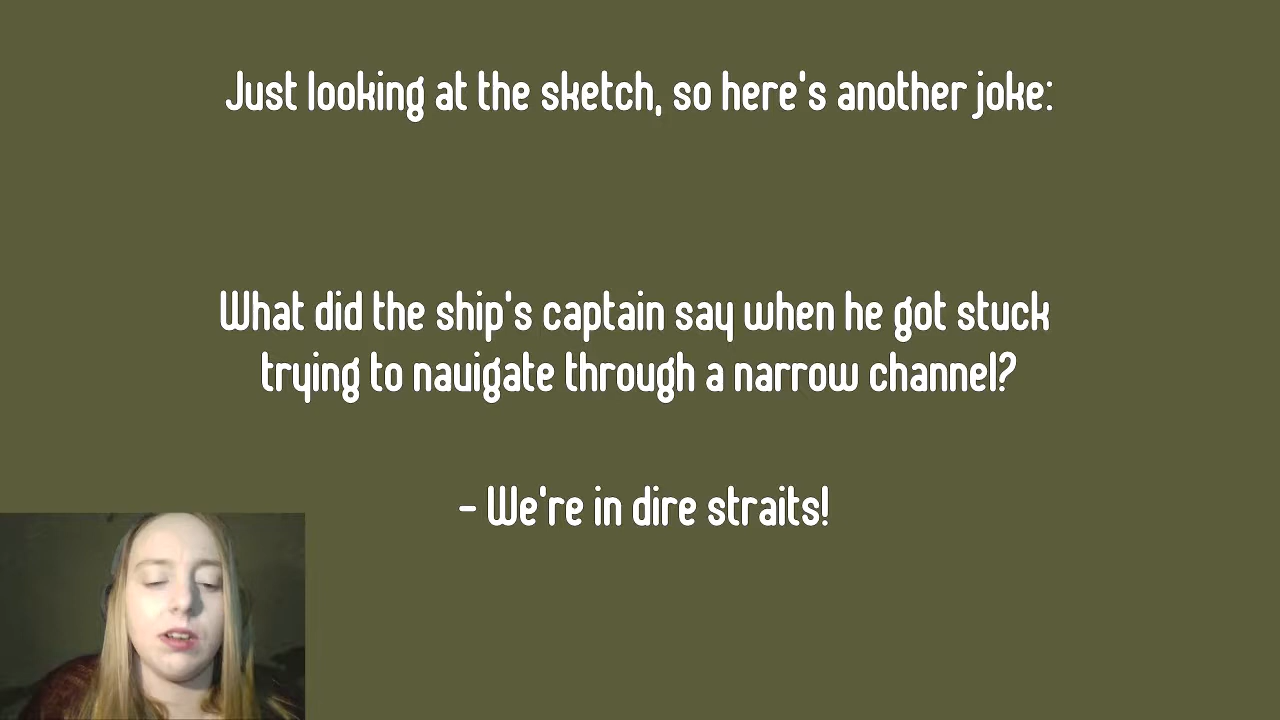 Just looking at the sketch, so here's another joke:
What did the ship's captain say when he got stuck
trying to navigate through a narrow channel?
- We're in dire straits!